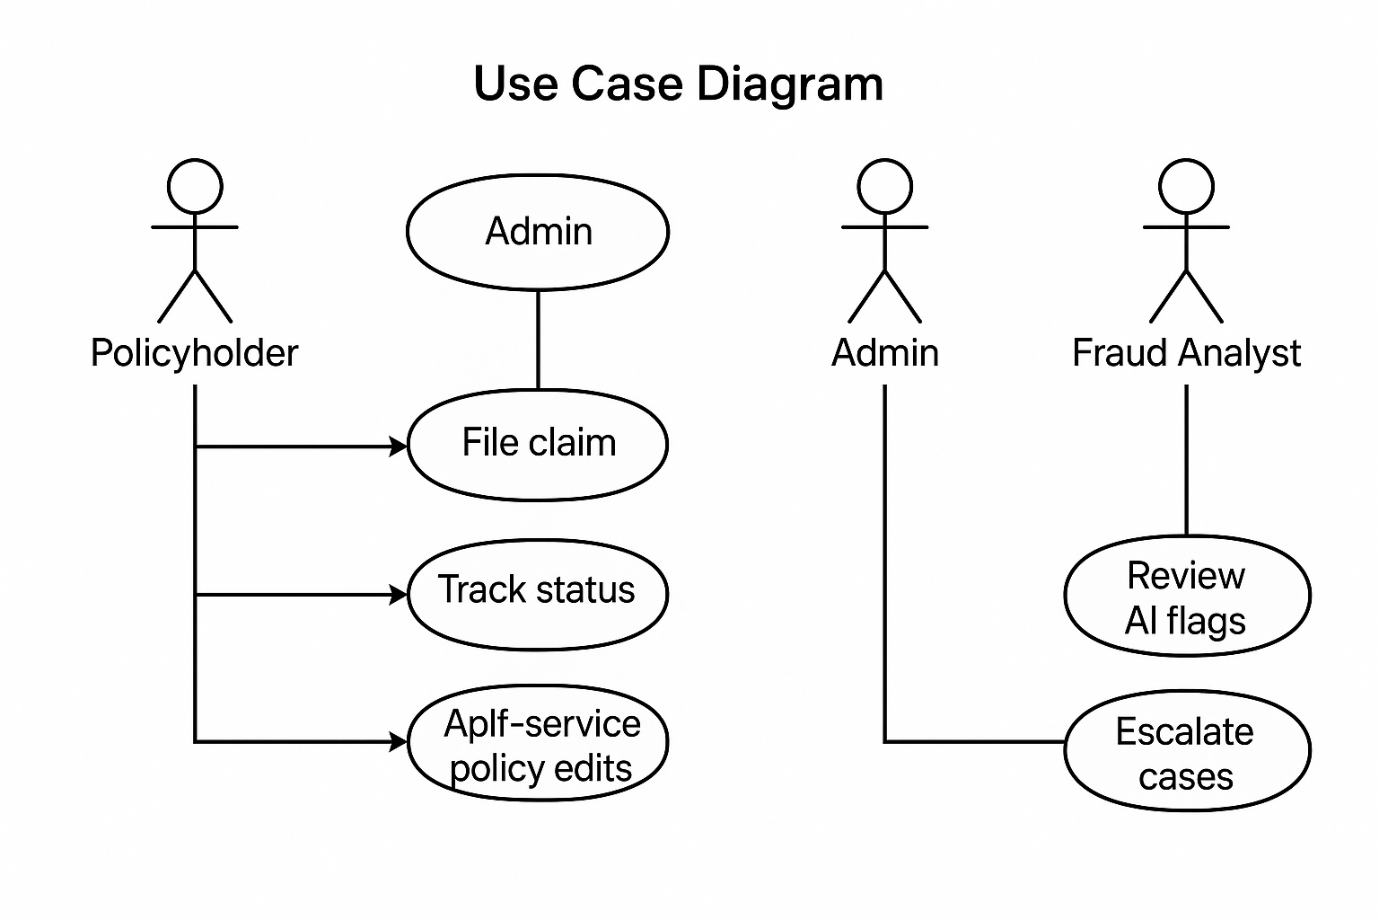 Use Case Diagram
Policyholder
Admin
File claim
Track status
Aplf-service
policy edits
Admin
Fraud Analyst
Review
AI flags
Escalate
cases